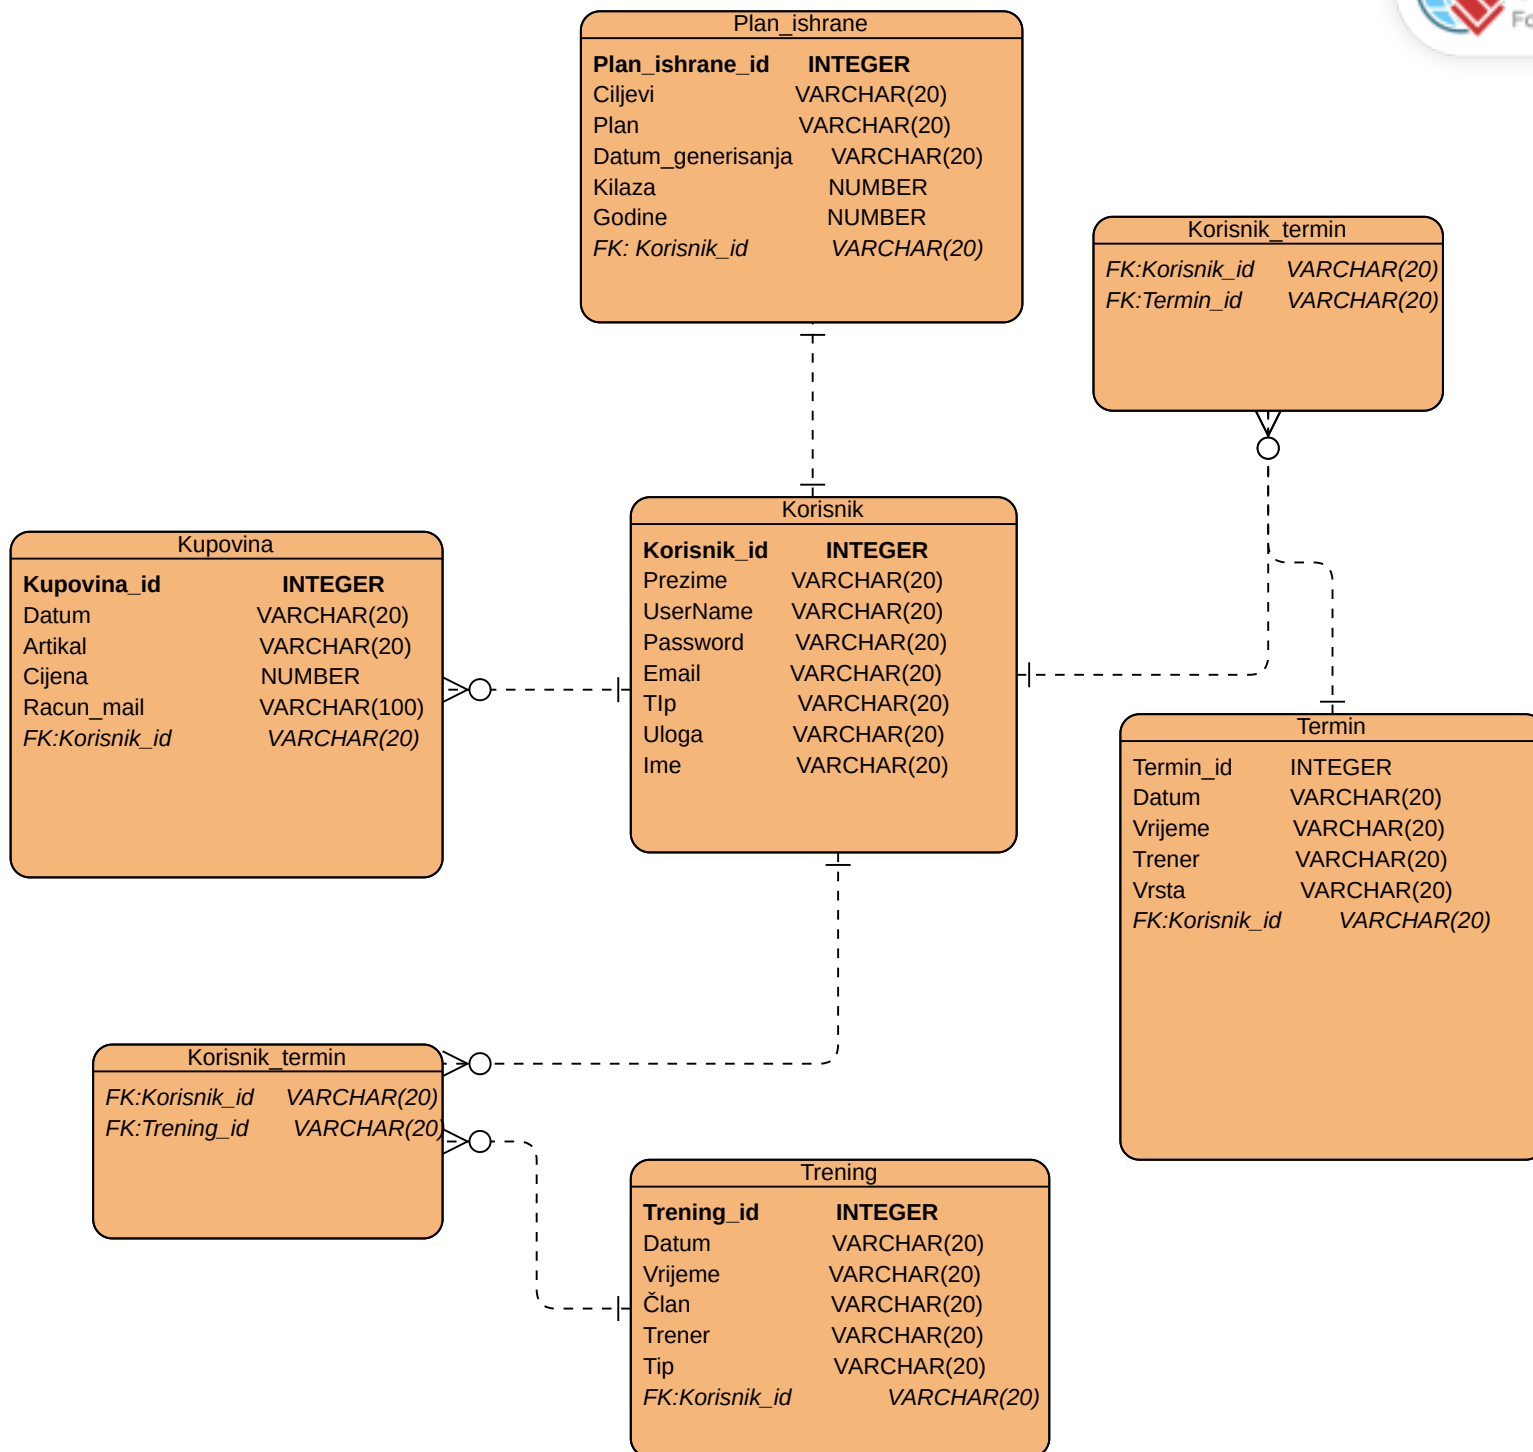 Plan_ishrane
Plan_ishrane_id INTEGER
Ciljevi VARCHAR(20)
Plan VARCHAR(20)
Datum_generisanja VARCHAR(20)
Kilaza NUMBER
Godine NUMBER
FK: Korisnik_id VARCHAR(20)
Korisnik_termin
FK:Korisnik_id VARCHAR(20)
FK:Termin_id VARCHAR(20)
Korisnik
Korisnik_id INTEGER
Prezime VARCHAR(20)
UserName VARCHAR(20)
Password VARCHAR(20)
Email VARCHAR(20)
TIp VARCHAR(20)
Uloga VARCHAR(20)
Ime VARCHAR(20)
Kupovina
Kupovina_id INTEGER
Datum VARCHAR(20)
Artikal VARCHAR(20)
Cijena NUMBER
Racun_mail VARCHAR(100)
FK:Korisnik_id VARCHAR(20)
Termin
Termin_id INTEGER
Datum VARCHAR(20)
Vrijeme VARCHAR(20)
Trener VARCHAR(20)
Vrsta VARCHAR(20)
FK:Korisnik_id VARCHAR(20)
Korisnik_termin
FK:Korisnik_id VARCHAR(20)
FK:Trening_id VARCHAR(20)
Trening
Trening_id INTEGER
Datum VARCHAR(20)
Vrijeme VARCHAR(20)
Član VARCHAR(20)
Trener VARCHAR(20)
Tip VARCHAR(20)
FK:Korisnik_id VARCHAR(20)